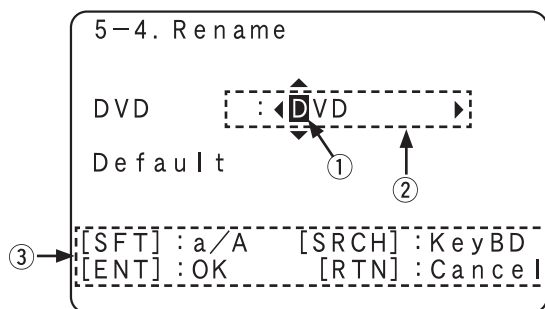 5-4. Rename
DVD : ◀DVD ▶
Default
①
②
③
[SFT] : a/A [SRCH] : KeyBD
[ENT] : OK [RTN] : Cancel